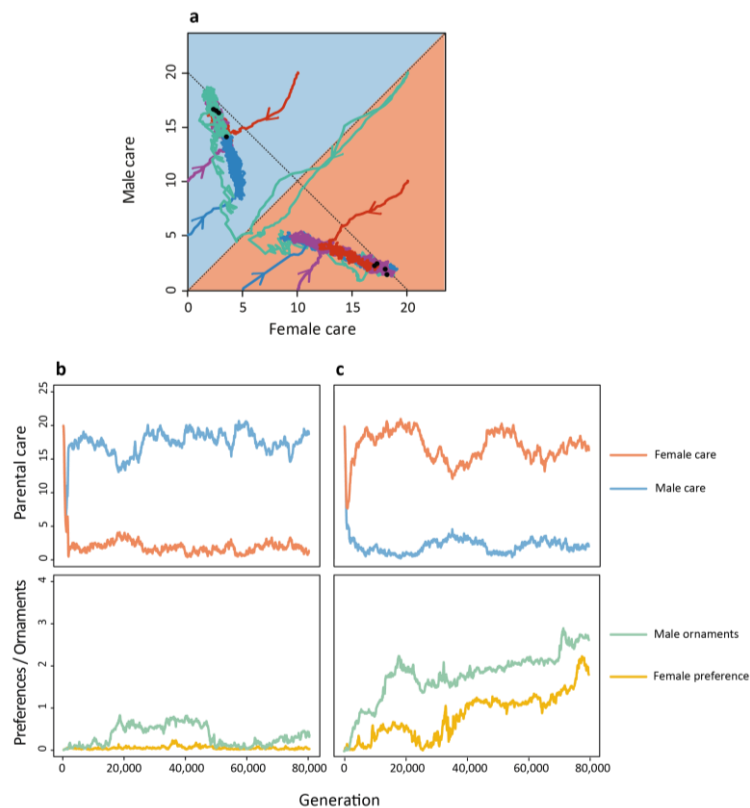 a
Male care
20
15
10
5
0
0 5 10 15 20
Female care
b
c
Parental care
25
20
15
10
5
0
Female care
Male care
Preferences / Ornaments
4
3
2
1
0
Male ornaments
Female preference
0 20,000 40,000 60,000 80,000
0 20,000 40,000 60,000 80,000
Generation